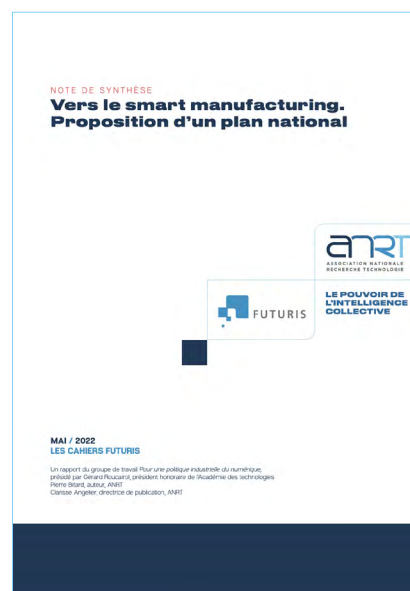 NOTE DE SYNTHÈSE
Vers le smart manufacturing.
Proposition d'un plan national
anrt
ASSOCIATION NATIONALE
RECHERCHE TECHNOLOGIE
LE POUVOIR DE
L'INTELLIGENCE
COLLECTIVE
FUTURIS
MAI / 2022
LES CAHIERS FUTURIS
Un rapport du groupe de travail Pour une politique industrielle du numérique,
présidé par Gérard Roucairol, président honoraire de l'Académie des technologies
Pierre Bitard, auteur, ANRT
Clarisse Angelier, directrice de publication, ANRT